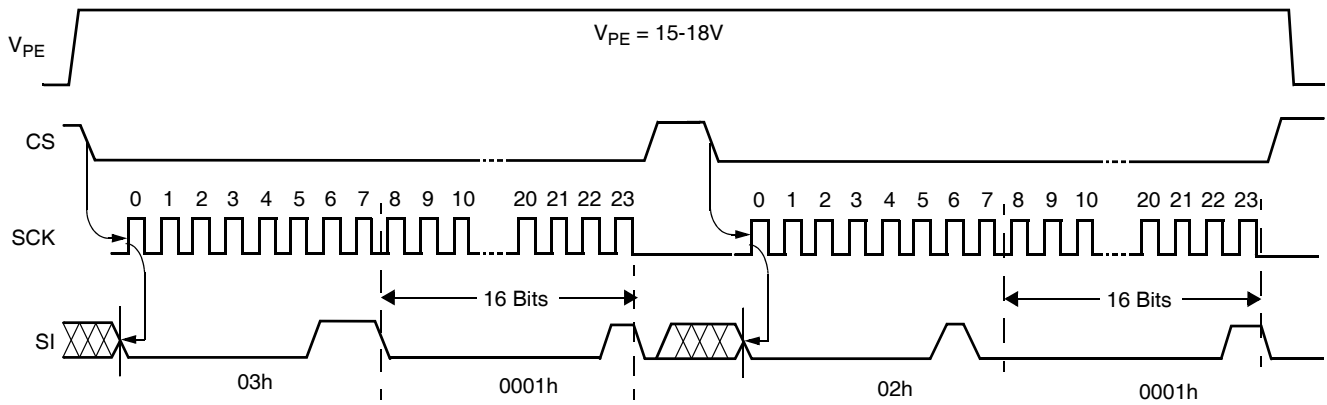 V_PE
V_PE = 15-18V
CS
0 1 2 3 4 5 6 7 8 9 10 20 21 22 23 0 1 2 3 4 5 6 7 8 9 10 20 21 22 23
SCK
16 Bits 16 Bits
SI
03h 0001h 02h 0001h